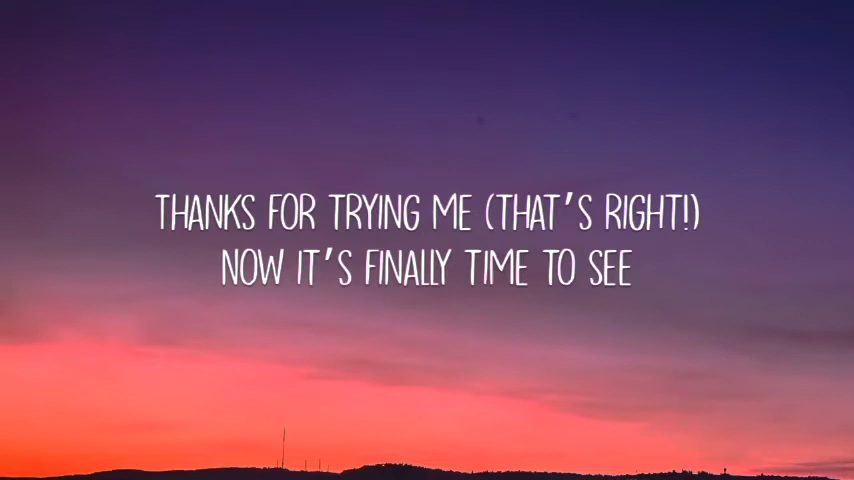 THANKS FOR TRYING ME (THAT'S RIGHT!)
NOW IT'S FINALLY TIME TO SEE